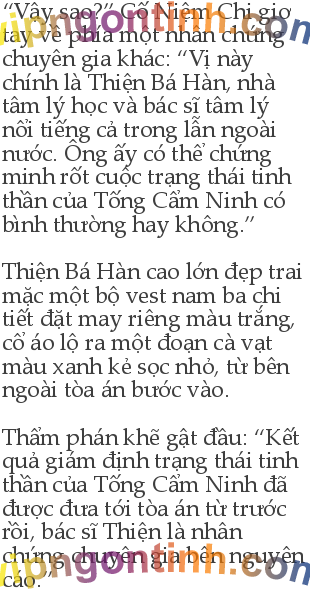 “Vậy sao?” Cố Niệm Chi giơ
tay về phía một nhân chứng
chuyên gia khác: “Vị này
chính là Thiện Bá Hàn, nhà
tâm lý học và bác sĩ tâm lý
nổi tiếng cả trong lẫn ngoài
nước. Ông ấy có thể chứng
minh rốt cuộc trạng thái tinh
thần của Tống Cẩm Ninh có
bình thường hay không.”
Thiện Bá Hàn cao lớn đẹp trai
mặc một bộ vest nam ba chi
tiết đặt may riêng màu trắng,
cổ áo lộ ra một đoạn cà vạt
màu xanh kẻ sọc nhỏ, từ bên
ngoài tòa án bước vào.
Thẩm phán khẽ gật đầu: “Kết
quả giám định trạng thái tinh
thần của Tống Cẩm Ninh đã
được đưa tới tòa án từ trước
rồi, bác sĩ Thiện là nhân
chứng chuyên gia bên nguyên
cáo.”
vipngontinh.com
vipngontinh.com